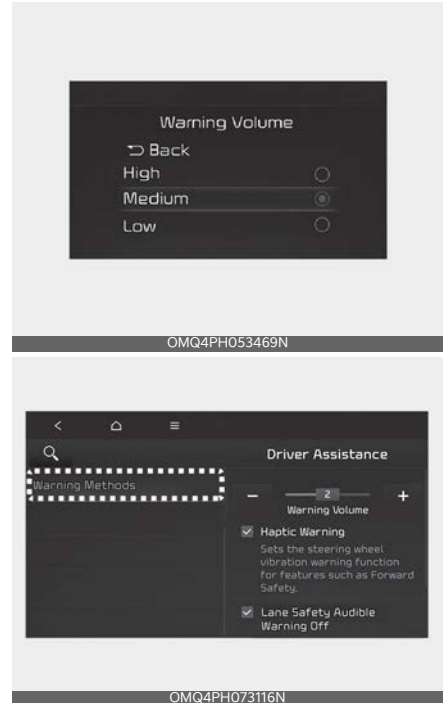 Warning Volume
Back
High
Medium
Low
OMQ4PH053469N
Driver Assistance
Warning Methods
2
Warning Volume
Haptic Warning
Sets the steering wheel
vibration warning function
for features such as Forward
Safety.
Lane Safety Audible
Warning Off
OMQ4PH073116N